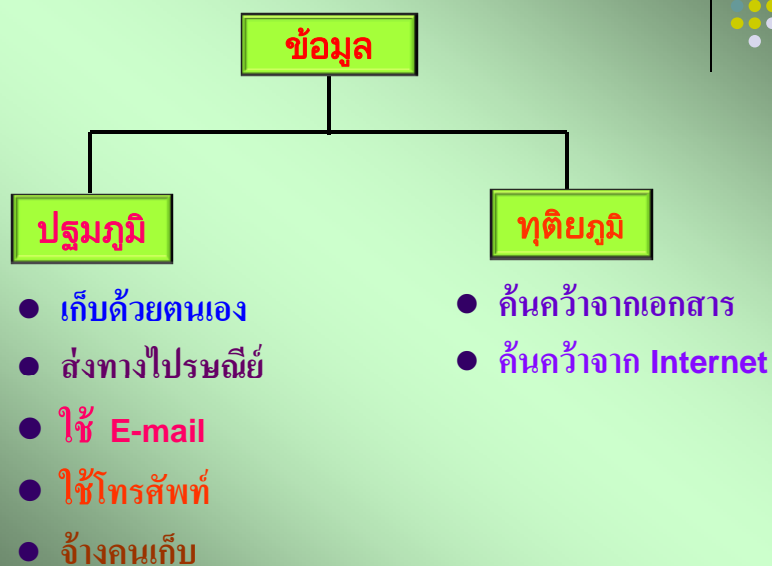 ข้อมูล
ปฐมภูมิ
เก็บด้วยตนเอง
ส่งทางไปรษณีย์
ใช้ E-mail
ใช้โทรศัพท์
จ้างคนเก็บ
ทุติยภูมิ
ค้นคว้าจากเอกสาร
ค้นคว้าจาก Internet